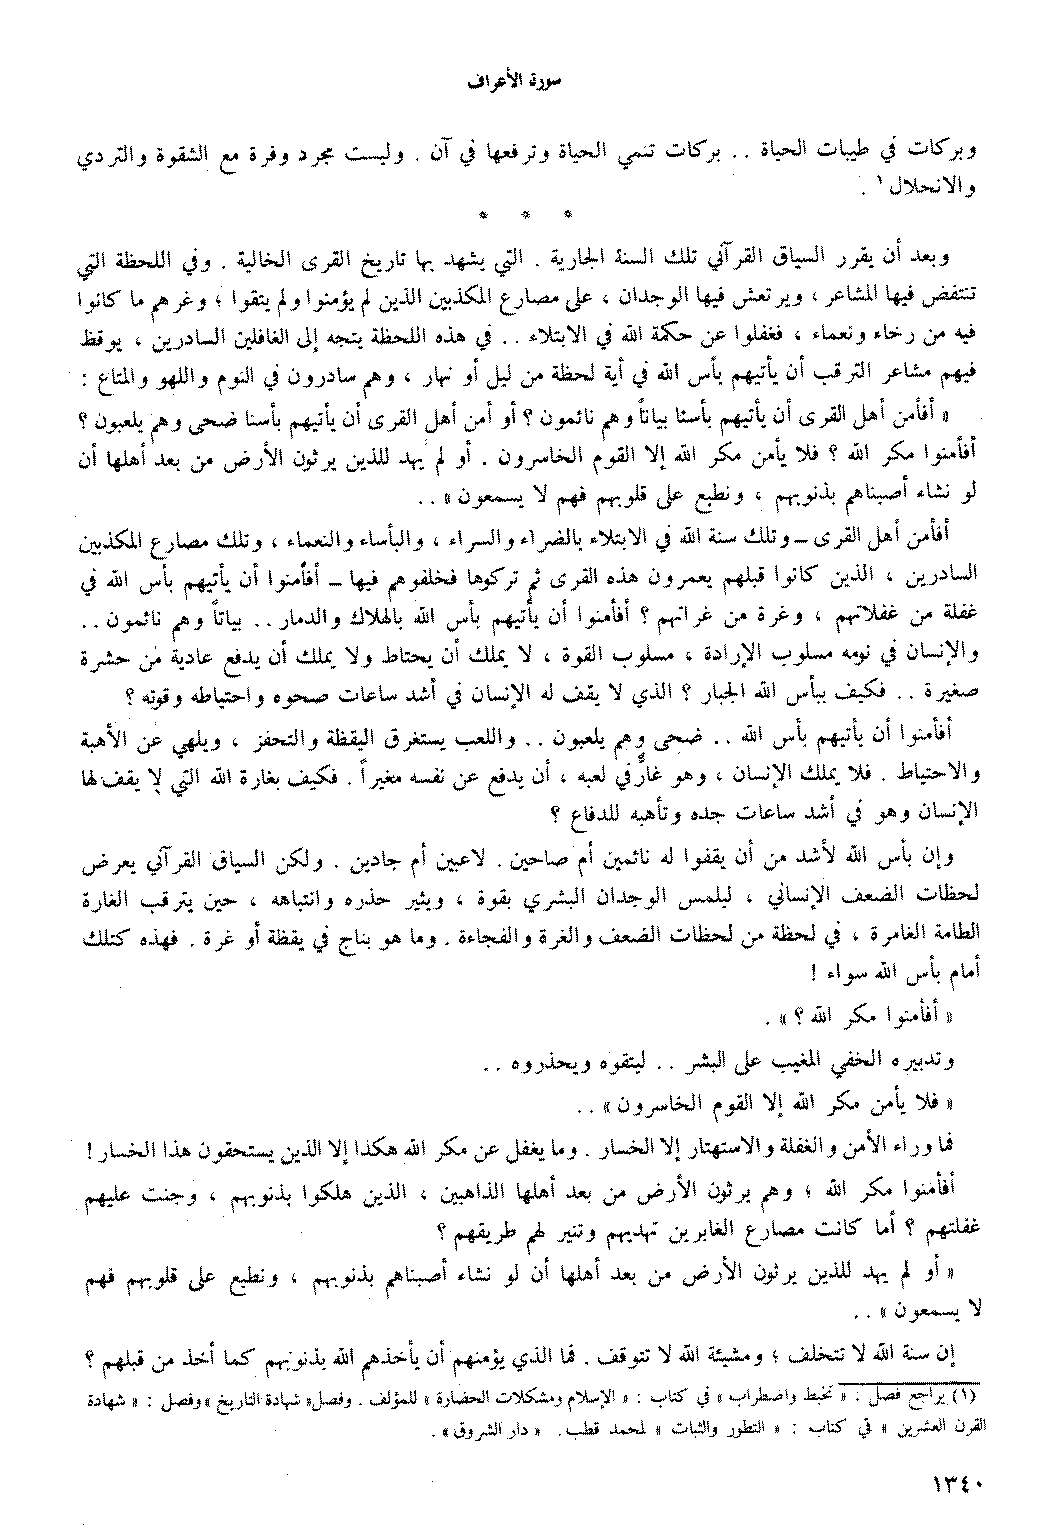 سورة الأعراف
وبركات في طيبات الحياة .. بركات تنمي الحياة وترفعها في آن . وليست مجرد وفرة مع الشقوة والتردي
والانحلال ١ .
* * *
وبعد أن يقرر السياق القرآني تلك السنة الجارية . التي يشهد بها تاريخ القرى الخالية . وفي اللحظة التي
تنتفض فيها المشاعر ، ويرتعش فيها الوجدان ، على مصارع المكذبين الذين لم يؤمنوا ولم يتقوا ؛ وغرهم ما كانوا
فيه من رخاء ونعماء ، فغفلوا عن حكمة الله في الابتلاء .. في هذه اللحظة يتجه إلى الغافلين السادرين ، يوقظ
فيهم مشاعر الترقب أن يأتيهم بأس الله في أية لحظة من ليل أو نهار ، وهم سادرون في النوم واللهو والمتاع :
« أفأمن أهل القرى أن يأتيهم بأسنا بياتاً وهم نائمون ؟ أو أمن أهل القرى أن يأتيهم بأسنا ضحى وهم يلعبون ؟
أفأمنوا مكر الله ؟ فلا يأمن مكر الله إلا القوم الخاسرون . أو لم يهد للذين يرثون الأرض من بعد أهلها أن
لو نشاء أصبناهم بذنوبهم ، ونطبع على قلوبهم فهم لا يسمعون » ..
أفأمن أهل القرى – وتلك سنة الله في الابتلاء بالضراء والسراء ، والبأساء والنعماء ، وتلك مصارع المكذبين
السادرين ، الذين كانوا قبلهم يعمرون هذه القرى ثم تركوها فخلفوهم فيها – أفأمنوا أن يأتيهم بأس الله في
غفلة من غفلاتهم ، وغرة من غراتهم ؟ أفأمنوا أن يأتيهم بأس الله بالهلاك والدمار .. بياتاً وهم نائمون ..
والإنسان في نومه مسلوب الإرادة ، مسلوب القوة ، لا يملك أن يحتاط ولا يملك أن يدفع عادية من حشرة
صغيرة .. فكيف ببأس الله الجبار ؟ الذي لا يقف له الإنسان في أشد ساعات صحوه واحتياطه وقوته ؟
أفأمنوا أن يأتيهم بأس الله .. ضحى وهم يلعبون .. واللعب يستغرق اليقظة والتحفز ، ويلهي عن الأهبة
والاحتياط . فلا يملك الإنسان ، وهو غارٌّ في لعبه ، أن يدفع عن نفسه مغيراً . فكيف بغارة الله التي لا يقف لها
الإنسان وهو في أشد ساعات جده وتأهبه للدفاع ؟
وإن بأس الله لأشد من أن يقفوا له نائمين أم صاحين . لاعبين أم جادين . ولكن السياق القرآني يعرض
لحظات الضعف الإنساني ، ليلمس الوجدان البشري بقوة ، ويثير حذره وانتباهه ، حين يترقب الغارة
الطامة الغامرة ، في لحظة من لحظات الضعف والغرة والفجاءة . وما هو بناج في يقظة أو غرة . فهذه كتلك
أمام بأس الله سواء !
« أفأمنوا مكر الله ؟ » .
وتدبيره الخفي المغيب على البشر .. ليتقوه ويحذروه ..
« فلا يأمن مكر الله إلا القوم الخاسرون » ..
فما وراء الأمن والغفلة والاستهتار إلا الخسار . وما يغفل عن مكر الله هكذا إلا الذين يستحقون هذا الخسار !
أفأمنوا مكر الله ؛ وهم يرثون الأرض من بعد أهلها الذاهبين ، الذين هلكوا بذنوبهم ، وجنت عليهم
غفلتهم ؟ أما كانت مصارع الغابرين تهديهم وتنير لهم طريقهم ؟
« أو لم يهد للذين يرثون الأرض من بعد أهلها أن لو نشاء أصبناهم بذنوبهم ، ونطبع على قلوبهم فهم
لا يسمعون » ..
إن سنة الله لا تتخلف ؛ ومشيئة الله لا تتوقف . فما الذي يؤمنهم أن يأخذهم الله بذنوبهم كما أخذ من قبلهم ؟
(١) يراجع فصل : « تخبط واضطراب » في كتاب : « الإسلام ومشكلات الحضارة » للمؤلف . وفصل « شهادة التاريخ » وفصل : « شهادة
القرن العشرين » في كتاب : « التطور والثبات » لمحمد قطب . « دار الشروق » .
١٣٤٠